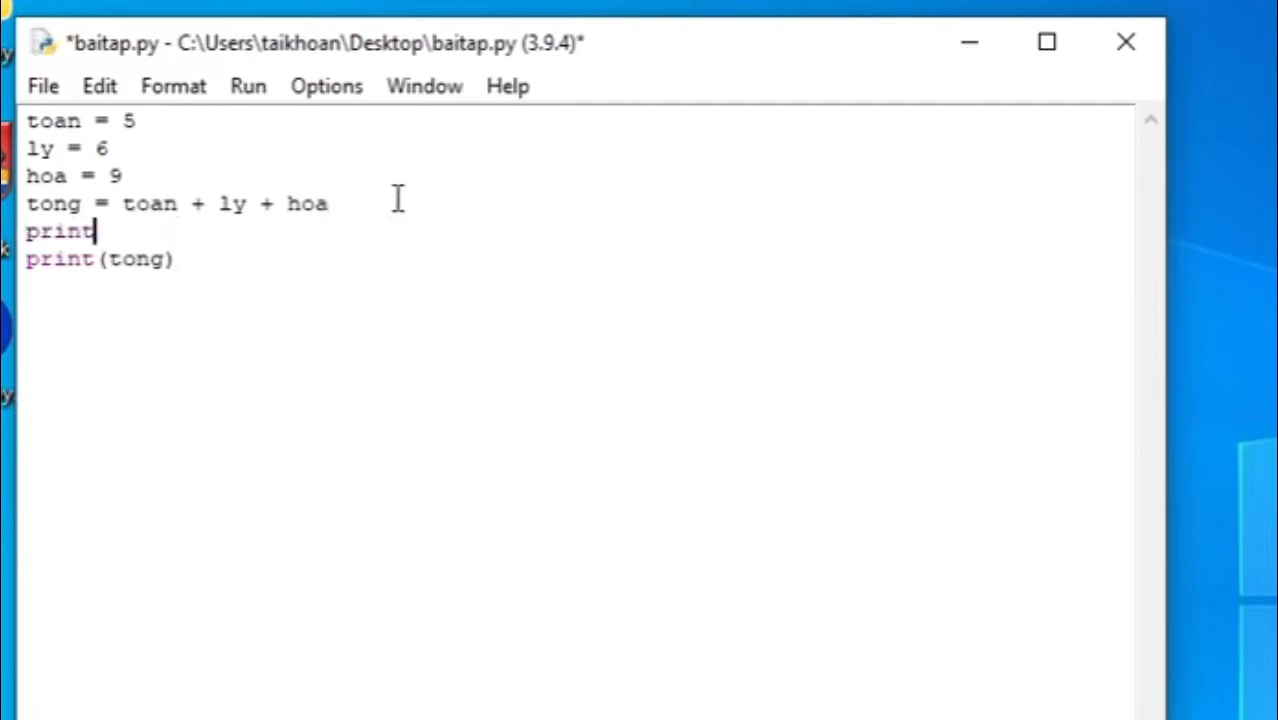 *baitap.py - C:\Users\taikhoan\Desktop\baitap.py (3.9.4)*
File Edit Format Run Options Window Help
toan = 5
ly = 6
hoa = 9
tong = toan + ly + hoa
print
print(tong)